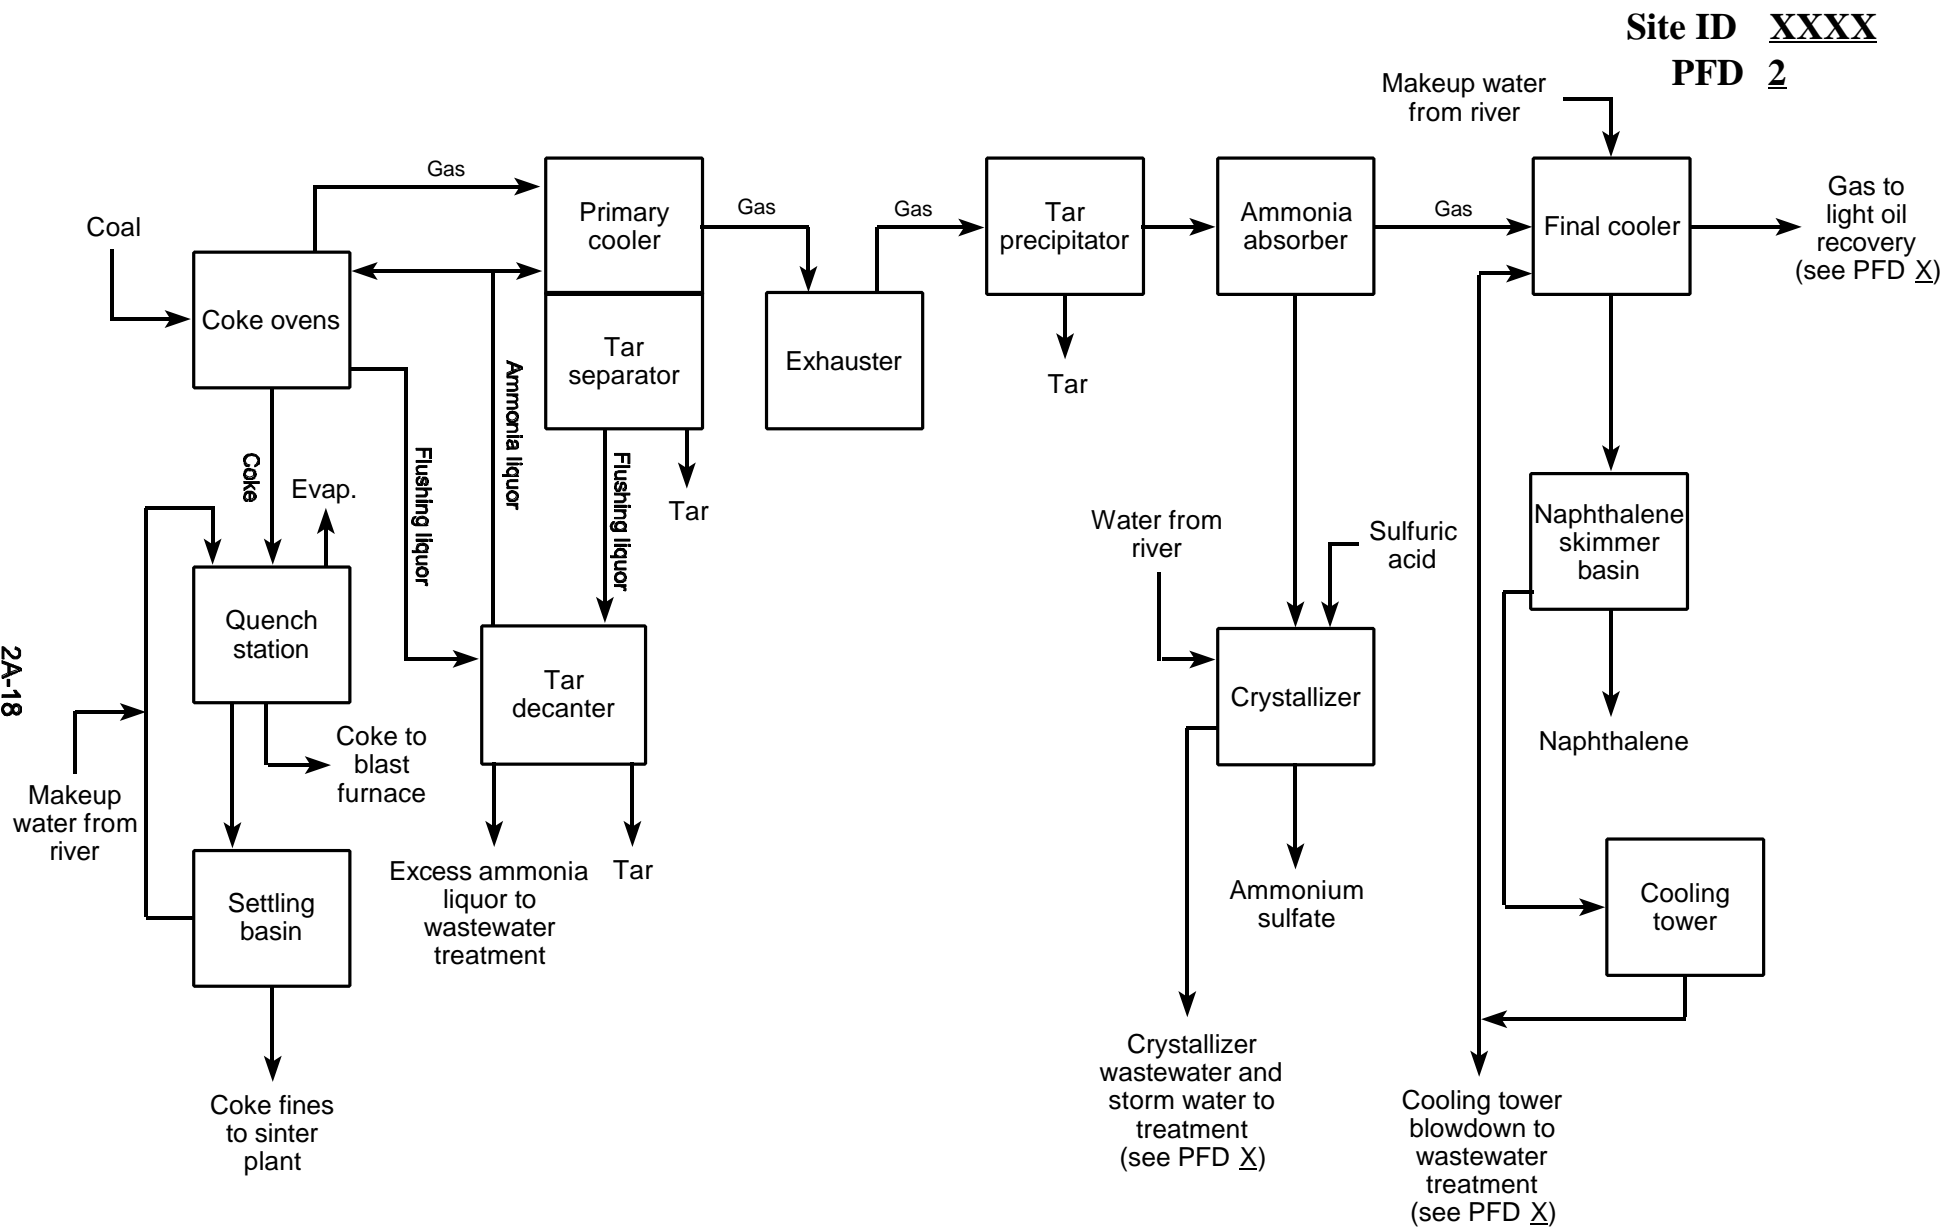 Site ID XXXX
PFD 2
Makeup water
from river
Gas
Coal
Primary
cooler
Gas
Gas
Tar
precipitator
Ammonia
absorber
Gas
Final cooler
Gas to
light oil
recovery
(see PFD X)
Coke ovens
Tar
separator
Exhauster
Tar
Ammonia liquor
Coke
Evap.
Flushing liquor
Flushing liquor
Tar
Water from
river
Sulfuric
acid
Naphthalene
skimmer
basin
Quench
station
Tar
decanter
Crystallizer
Naphthalene
2A-18
Coke to
blast
furnace
Makeup
water from
river
Excess ammonia
liquor to
wastewater
treatment
Tar
Settling
basin
Ammonium
sulfate
Cooling
tower
Coke fines
to sinter
plant
Crystallizer
wastewater and
storm water to
treatment
(see PFD X)
Cooling tower
blowdown to
wastewater
treatment
(see PFD X)